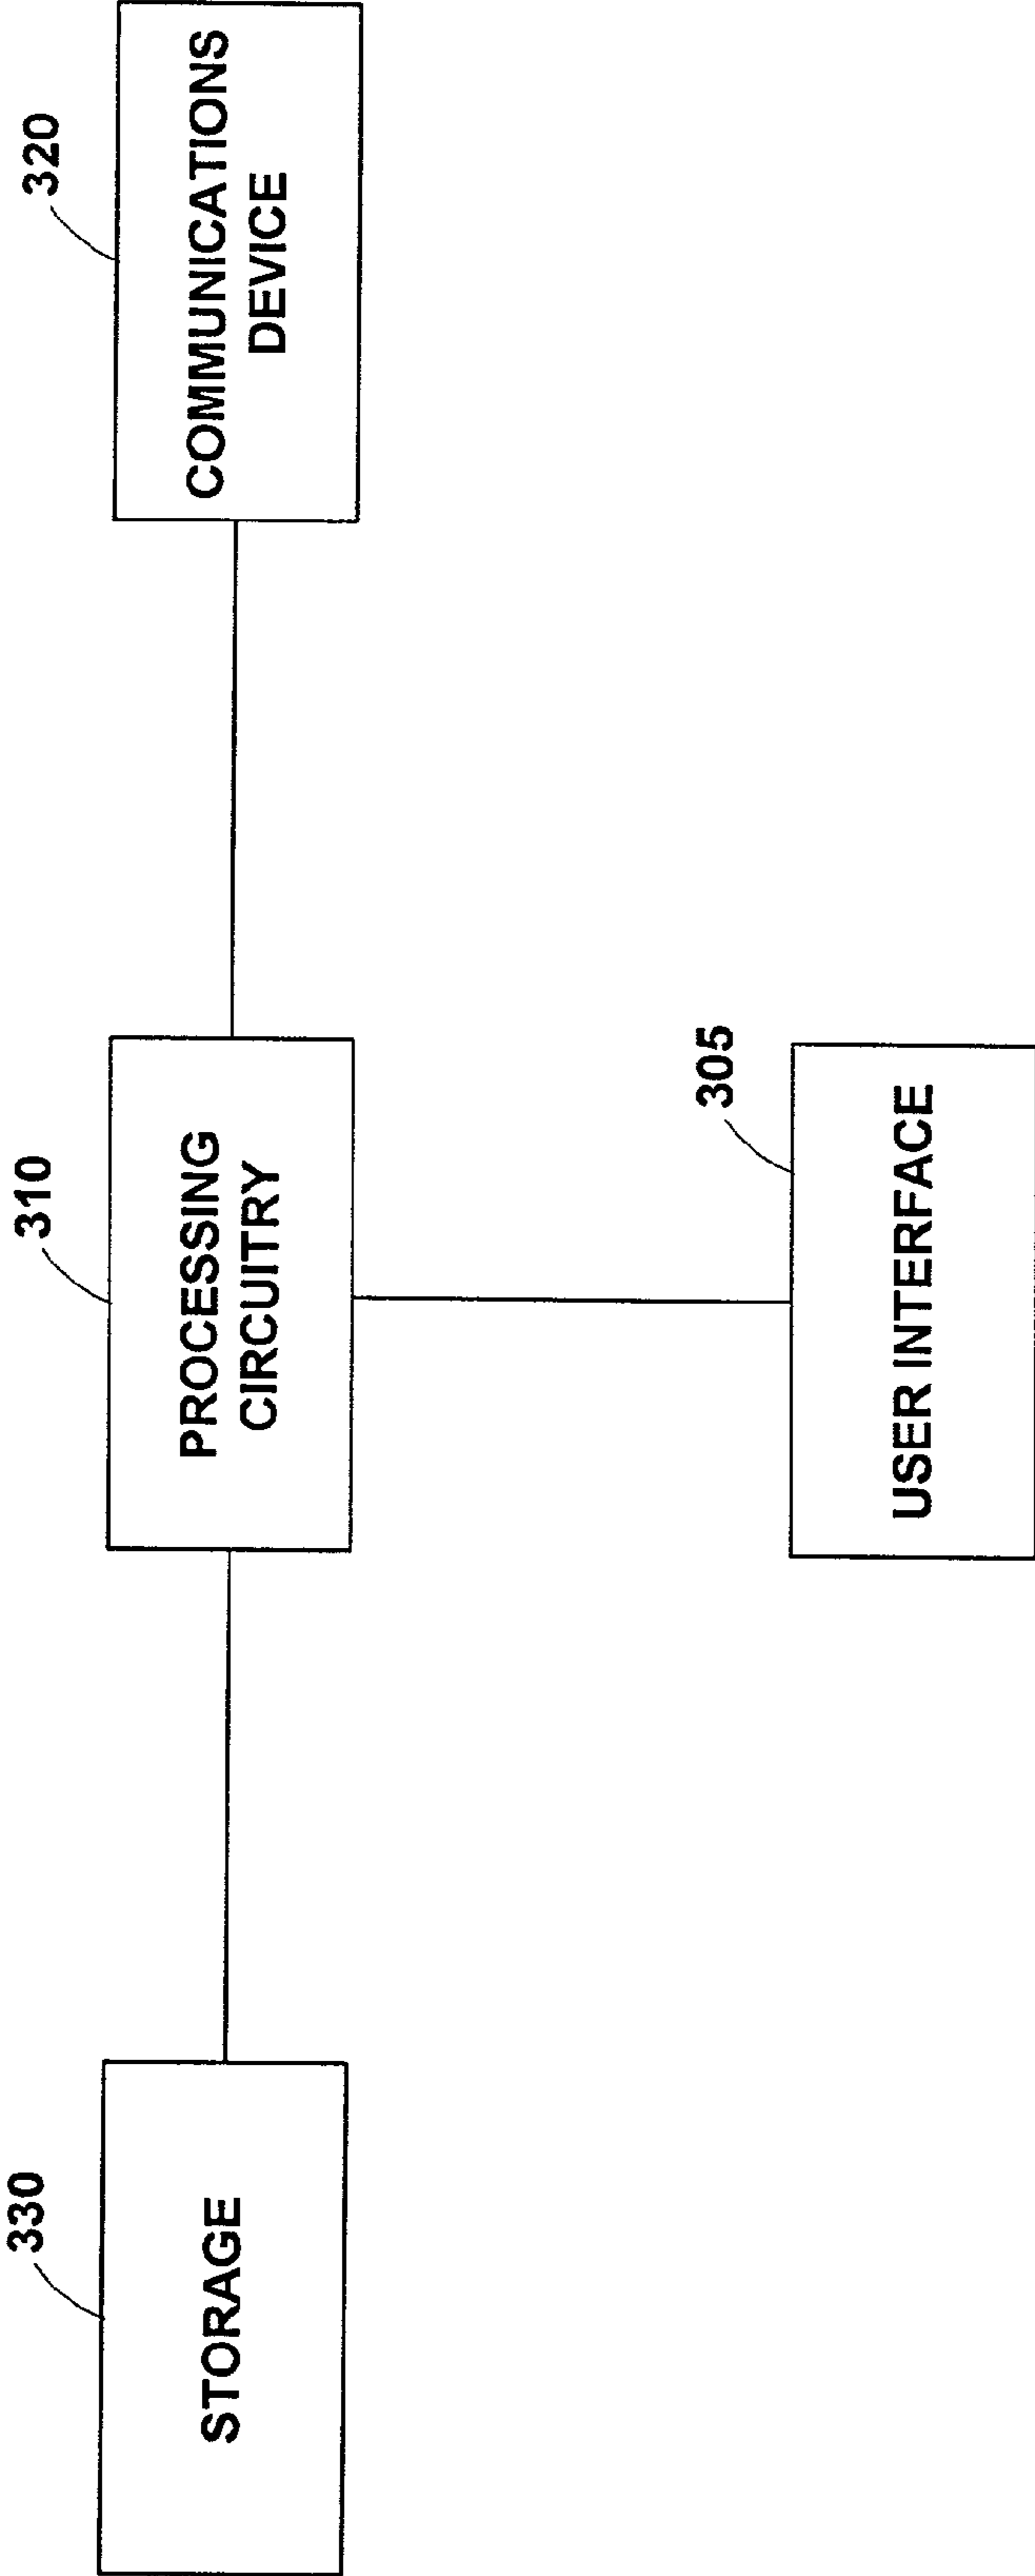 330
STORAGE
310
PROCESSING
CIRCUITRY
320
COMMUNICATIONS
DEVICE
305
USER INTERFACE